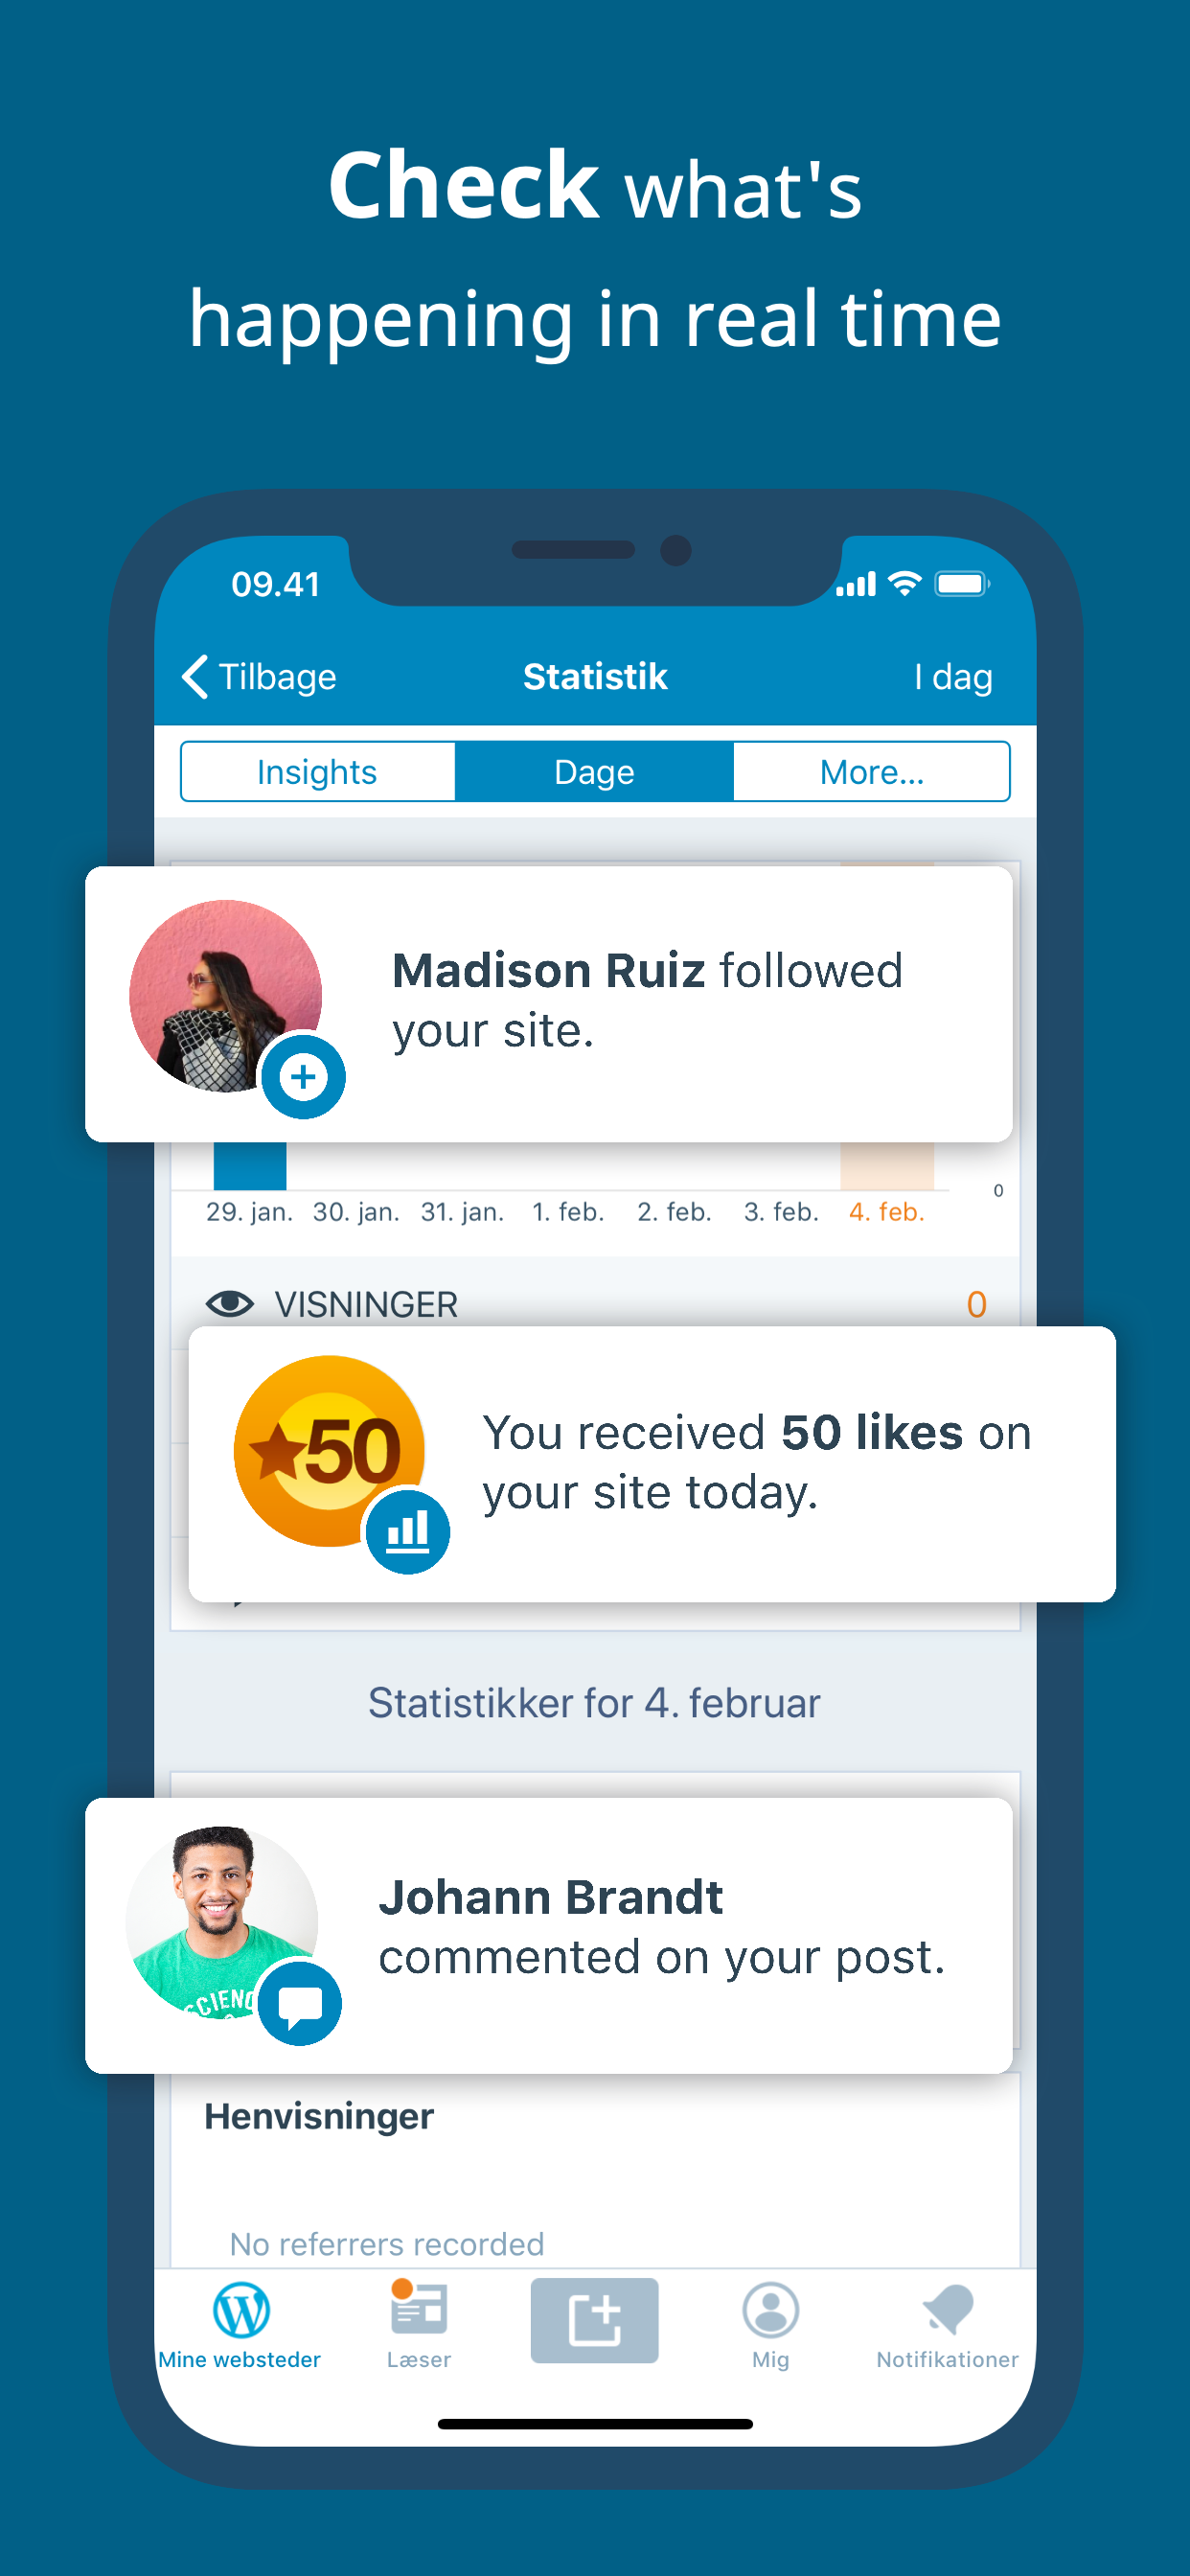 Check what's
happening in real time
09.41
Tilbage
Statistik
I dag
Insights
Dage
More...
Madison Ruiz followed
your site.
0
29. jan.
30. jan.
31. jan.
1. feb.
2. feb.
3. feb.
4. feb.
VISNINGER
0
50
You received 50 likes on
your site today.
Statistikker for 4. februar
Johann Brandt
commented on your post.
Henvisninger
No referrers recorded
Mine websteder
Læser
Mig
Notifikationer